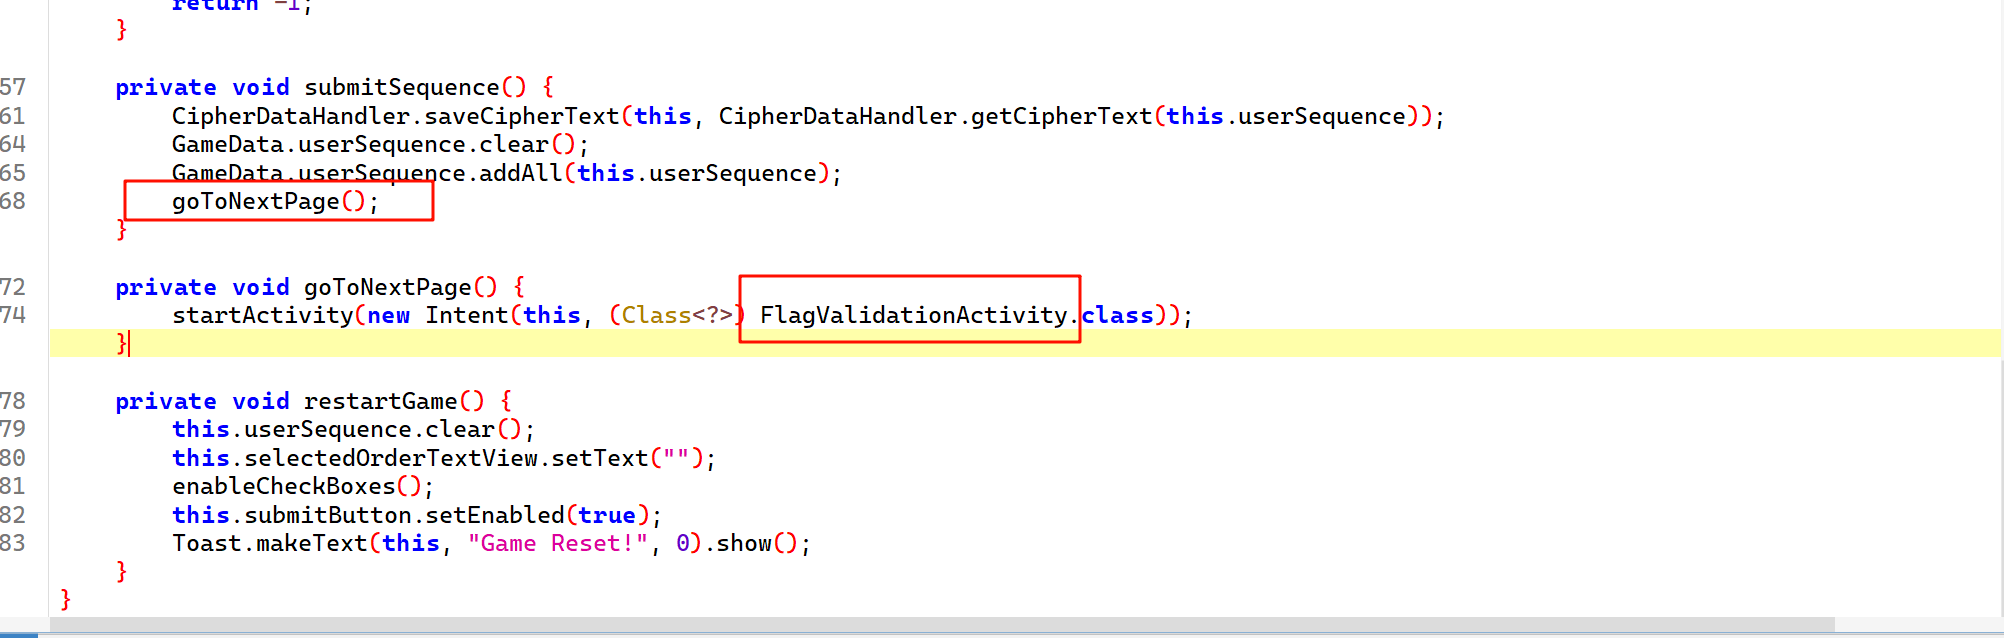 return -1;
}
57 private void submitSequence() {
61 CipherDataHandler.saveCipherText(this, CipherDataHandler.getCipherText(this.userSequence));
64 GameData.userSequence.clear();
65 GameData.userSequence.addAll(this.userSequence);
68 goToNextPage();
}
72 private void goToNextPage() {
74 startActivity(new Intent(this, (Class<?>) FlagValidationActivity.class));
}
78 private void restartGame() {
79 this.userSequence.clear();
80 this.selectedOrderTextView.setText("");
81 enableCheckBoxes();
82 this.submitButton.setEnabled(true);
83 Toast.makeText(this, "Game Reset!", 0).show();
}
}